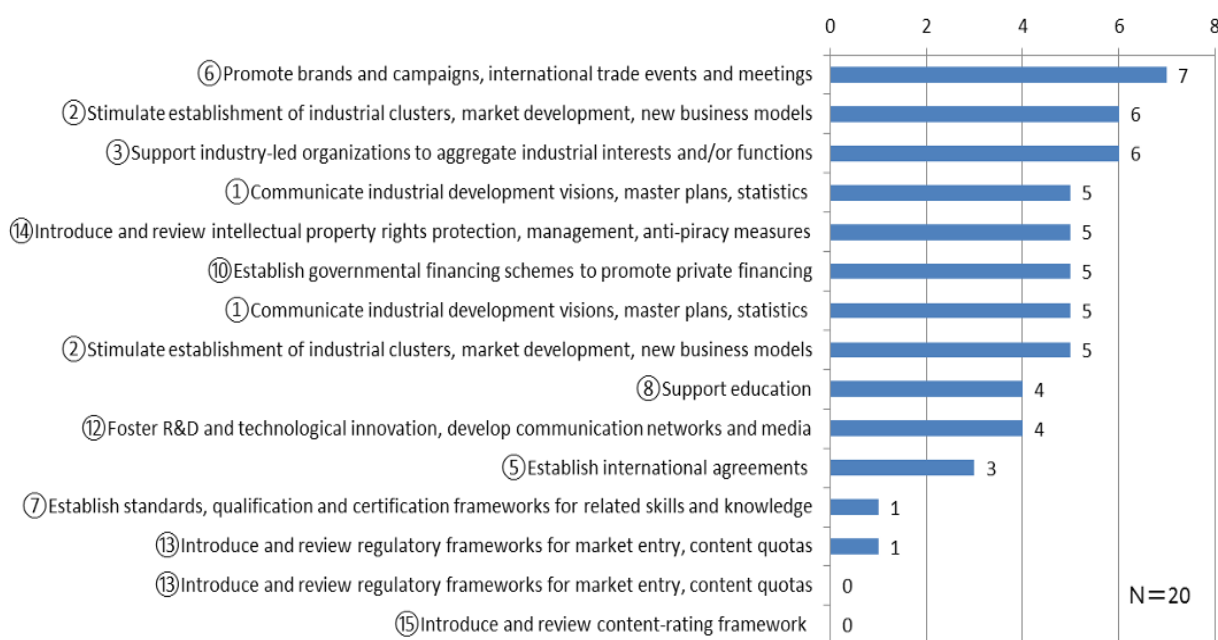 0 2 4 6 8
⑥Promote brands and campaigns, international trade events and meetings 7
②Stimulate establishment of industrial clusters, market development, new business models 6
③Support industry-led organizations to aggregate industrial interests and/or functions 6
①Communicate industrial development visions, master plans, statistics 5
⑭Introduce and review intellectual property rights protection, management, anti-piracy measures 5
⑩Establish governmental financing schemes to promote private financing 5
①Communicate industrial development visions, master plans, statistics 5
②Stimulate establishment of industrial clusters, market development, new business models 5
⑧Support education 4
⑫Foster R&D and technological innovation, develop communication networks and media 4
⑤Establish international agreements 3
⑦Establish standards, qualification and certification frameworks for related skills and knowledge 1
⑬Introduce and review regulatory frameworks for market entry, content quotas 1
⑬Introduce and review regulatory frameworks for market entry, content quotas 0
N=20
⑮Introduce and review content-rating framework 0